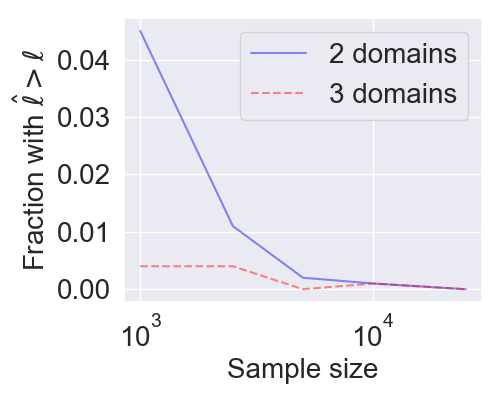 2 domains
3 domains
Fraction with ℓ̂ > ℓ
0.04
0.03
0.02
0.01
0.00
10³
10⁴
Sample size